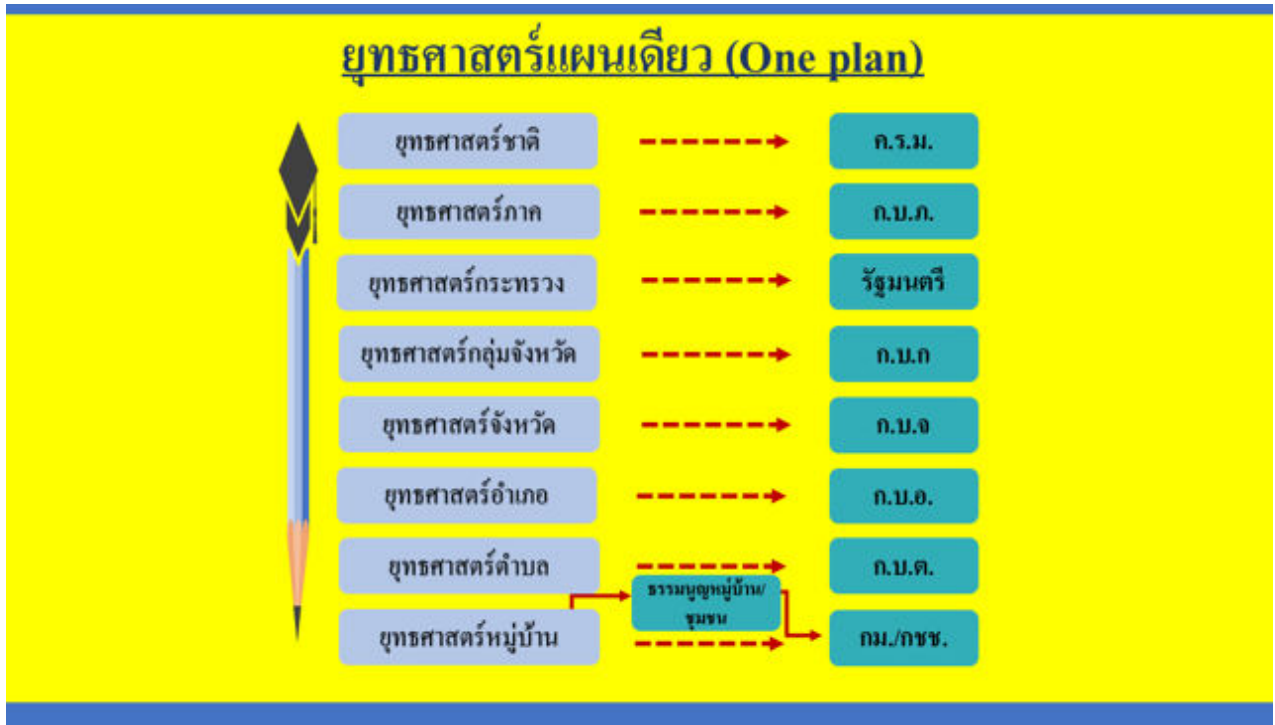 ยุทธศาสตร์แผนเดียว (One plan)
ยุทธศาสตร์ชาติ
ค.ร.ม.
ยุทธศาสตร์ภาค
ก.บ.ภ.
ยุทธศาสตร์กระทรวง
รัฐมนตรี
ยุทธศาสตร์กลุ่มจังหวัด
ก.บ.ก
ยุทธศาสตร์จังหวัด
ก.บ.จ
ยุทธศาสตร์อำเภอ
ก.บ.อ.
ยุทธศาสตร์ตำบล
ก.บ.ต.
ธรรมนูญหมู่บ้าน/
ชุมชน
ยุทธศาสตร์หมู่บ้าน
กม./กชช.